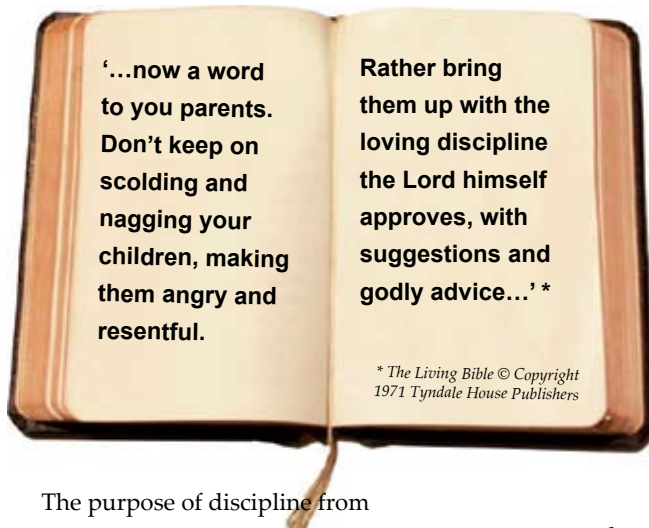 ‘…now a word
to you parents.
Don’t keep on
scolding and
nagging your
children, making
them angry and
resentful.
Rather bring
them up with the
loving discipline
the Lord himself
approves, with
suggestions and
godly advice…’ *
* The Living Bible © Copyright
1971 Tyndale House Publishers
The purpose of discipline from